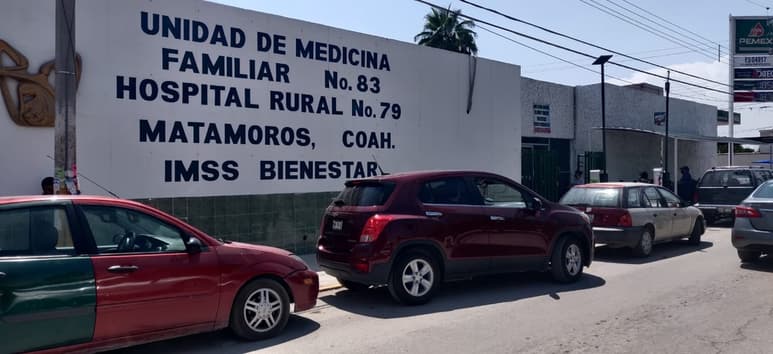 UNIDAD DE MEDICINA
FAMILIAR No. 83
HOSPITAL RURAL No. 79
MATAMOROS, COAH.
IMSS BIENESTAR
PEMEX